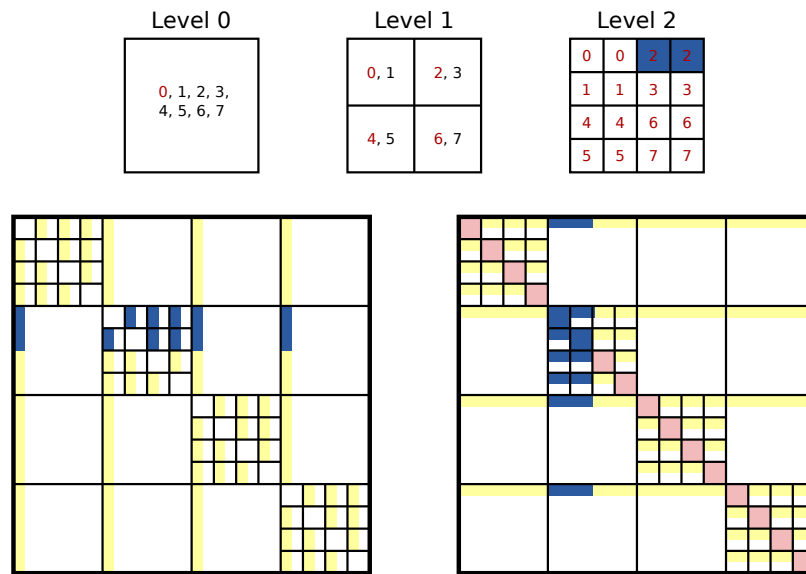 Level 0
Level 1
Level 2
0, 1, 2, 3,
4, 5, 6, 7
0, 1
2, 3
4, 5
6, 7
0 0 2 2
1 1 3 3
4 4 6 6
5 5 7 7